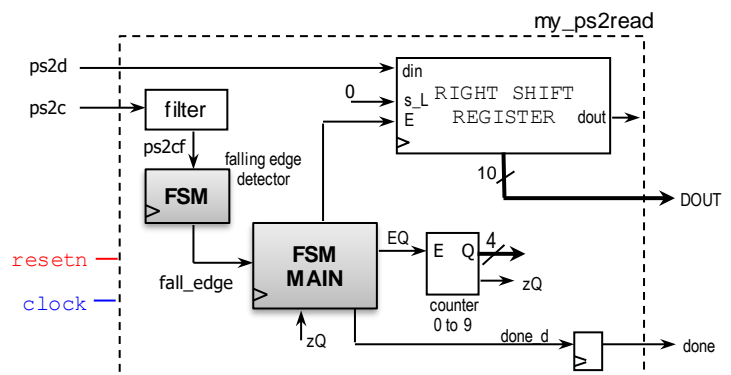 my_ps2read
ps2d
din
RIGHT SHIFT
REGISTER
0
s_L
E
dout
ps2c
filter
ps2cf
falling edge
detector
10
DOUT
FSM
FSM
MAIN
EQ
E
Q
4
resetn
fall_edge
zQ
clock
counter
0 to 9
zQ
done_d
done